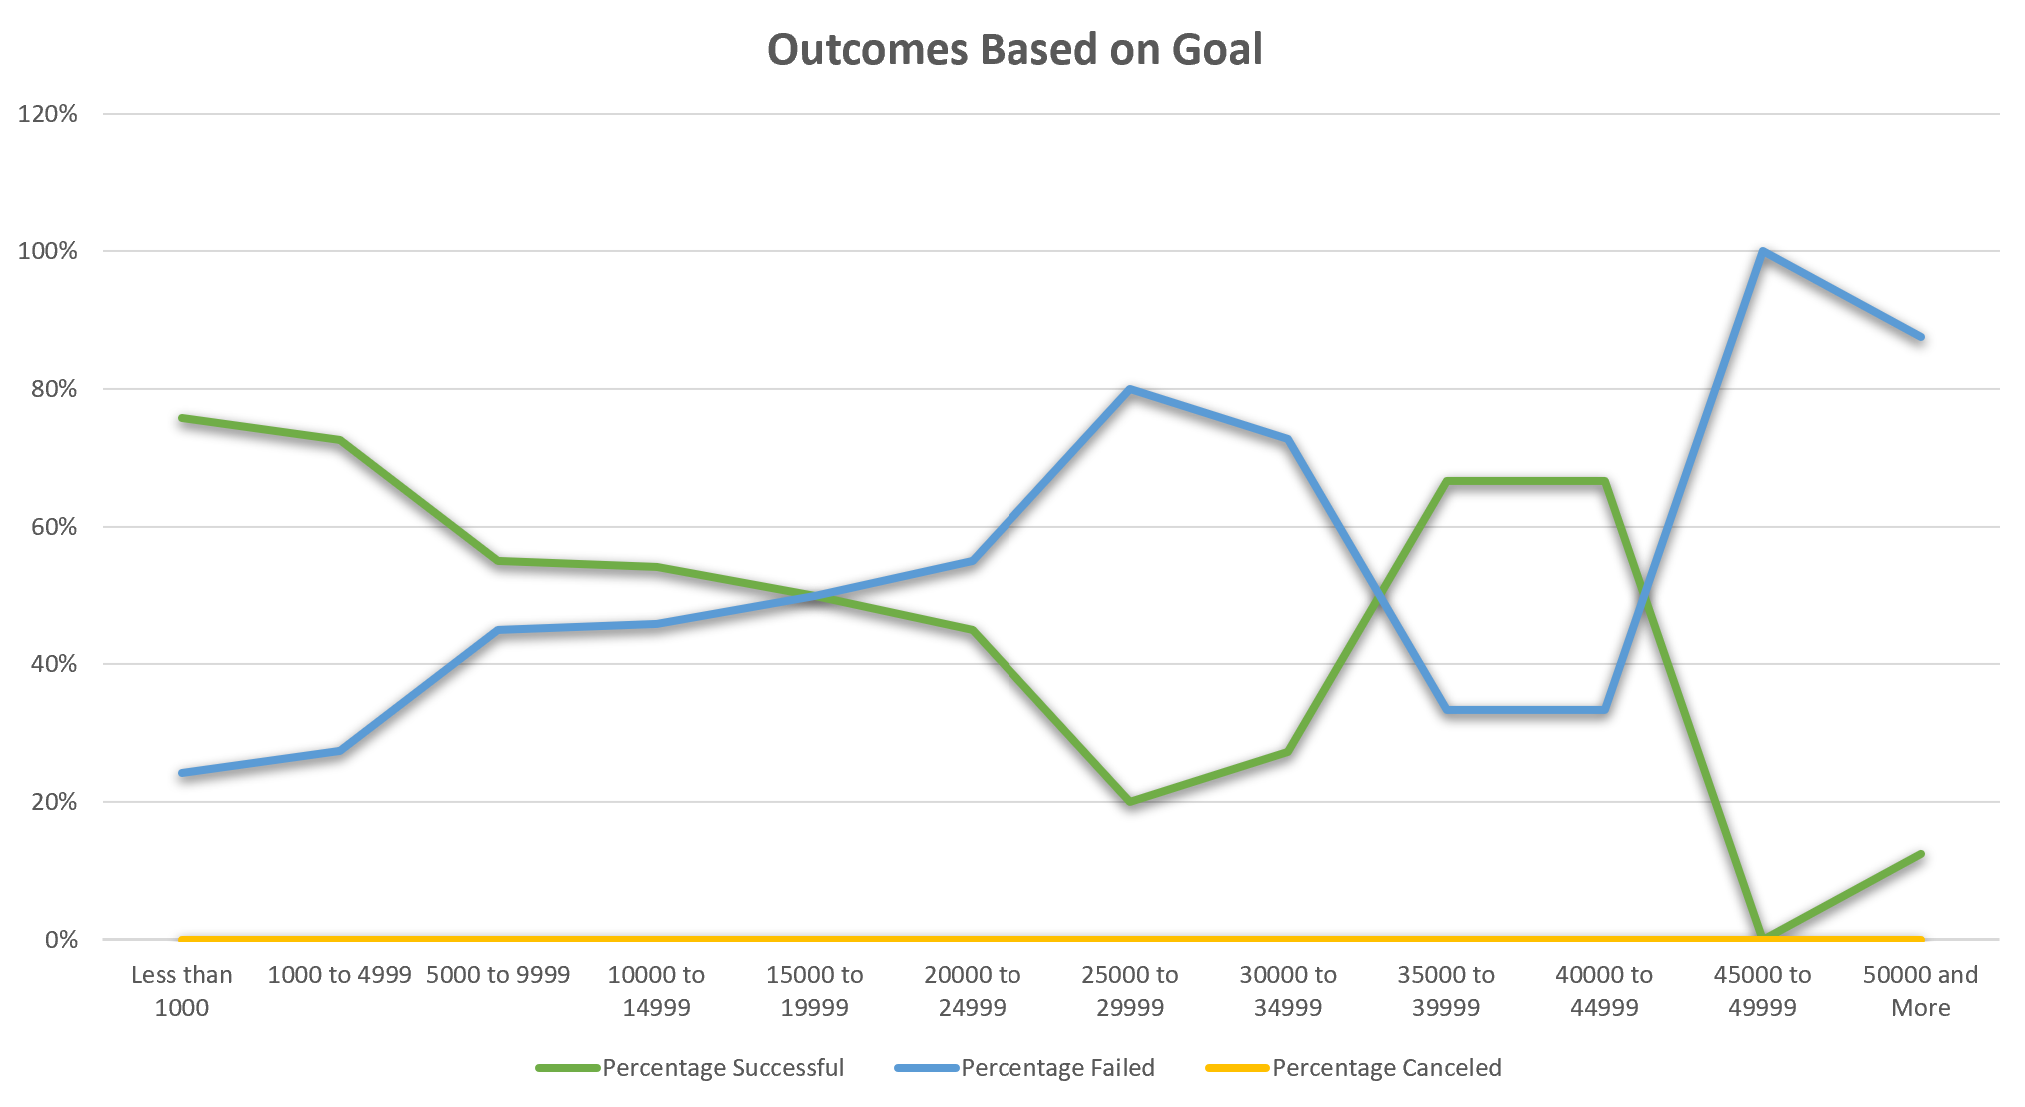 Outcomes Based on Goal
120%
100%
80%
60%
40%
20%
0%
Less than
1000
1000 to 4999
5000 to 9999
10000 to
14999
15000 to
19999
20000 to
24999
25000 to
29999
30000 to
34999
35000 to
39999
40000 to
44999
45000 to
49999
50000 and
More
Percentage Successful
Percentage Failed
Percentage Canceled